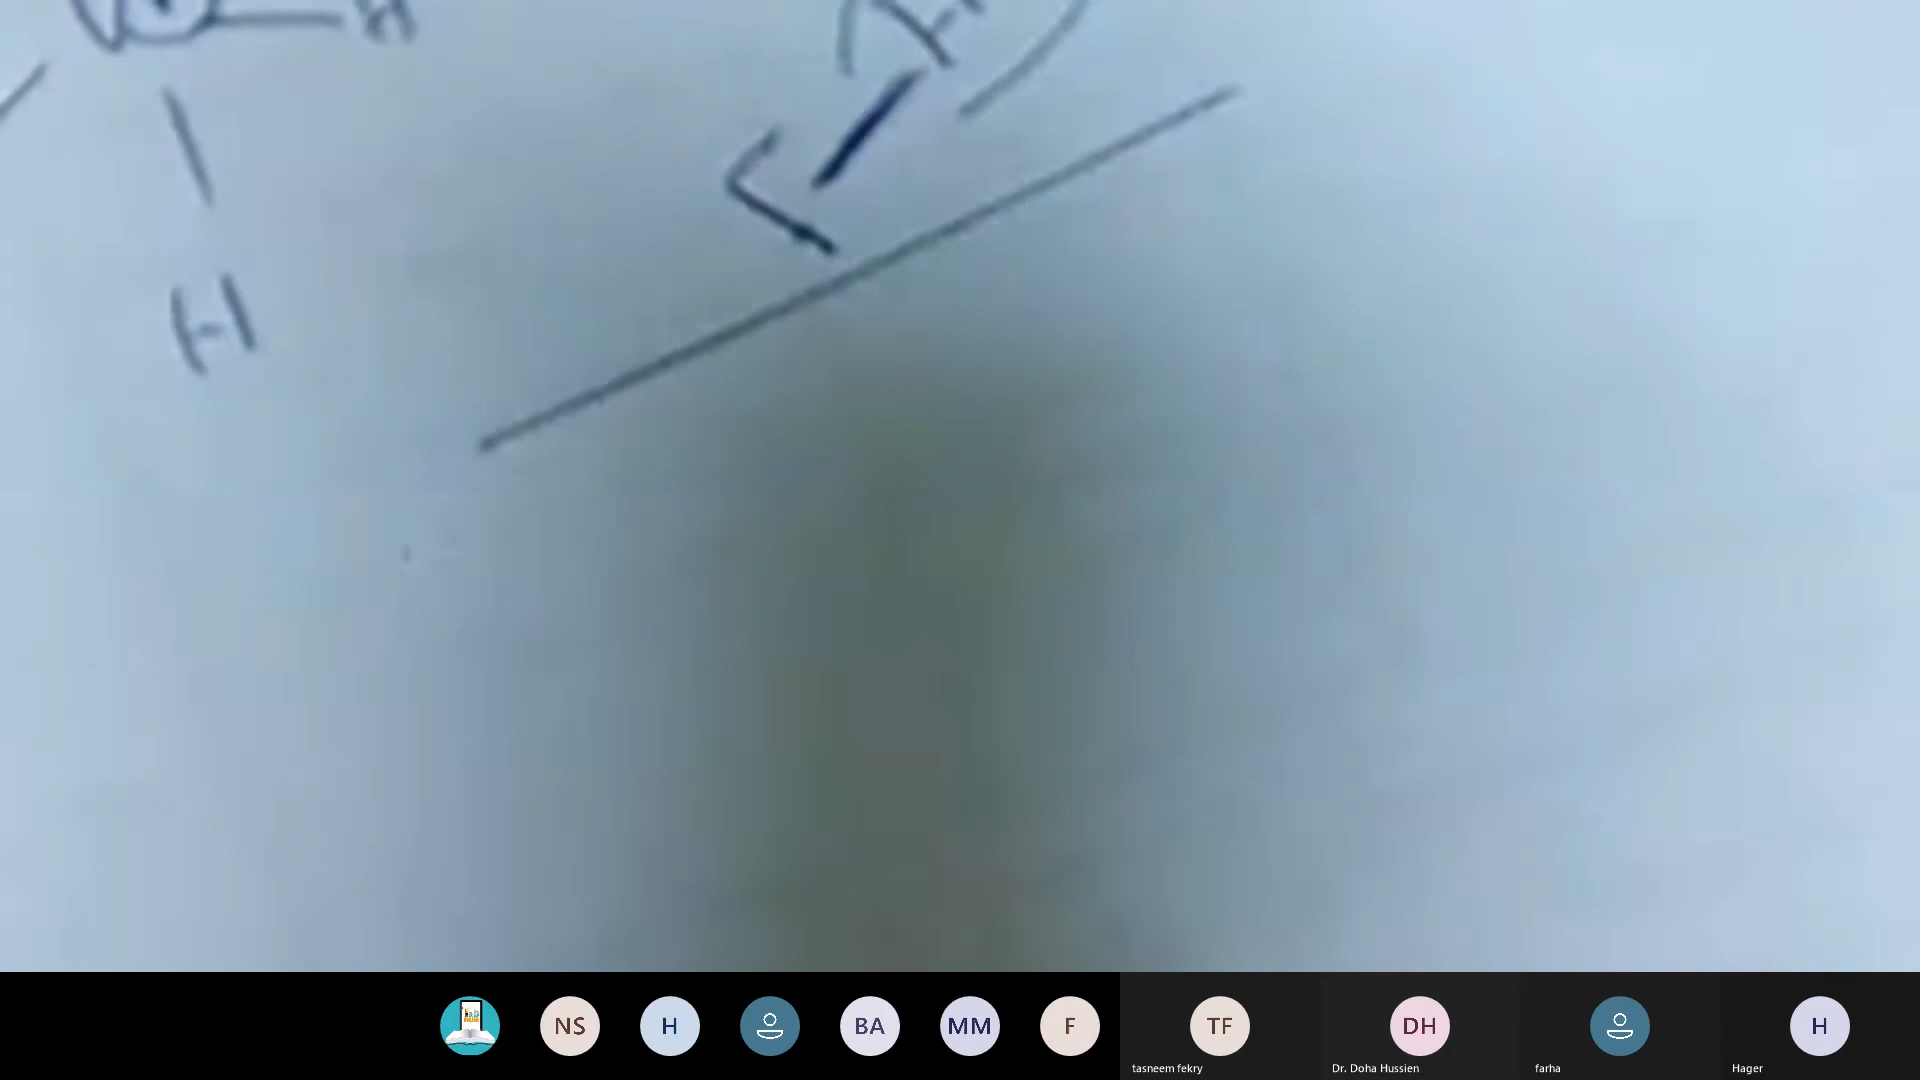 H
H
NS
H
BA
MM
F
TF
DH
H
tasneem fekry
Dr. Doha Hussien
farha
Hager